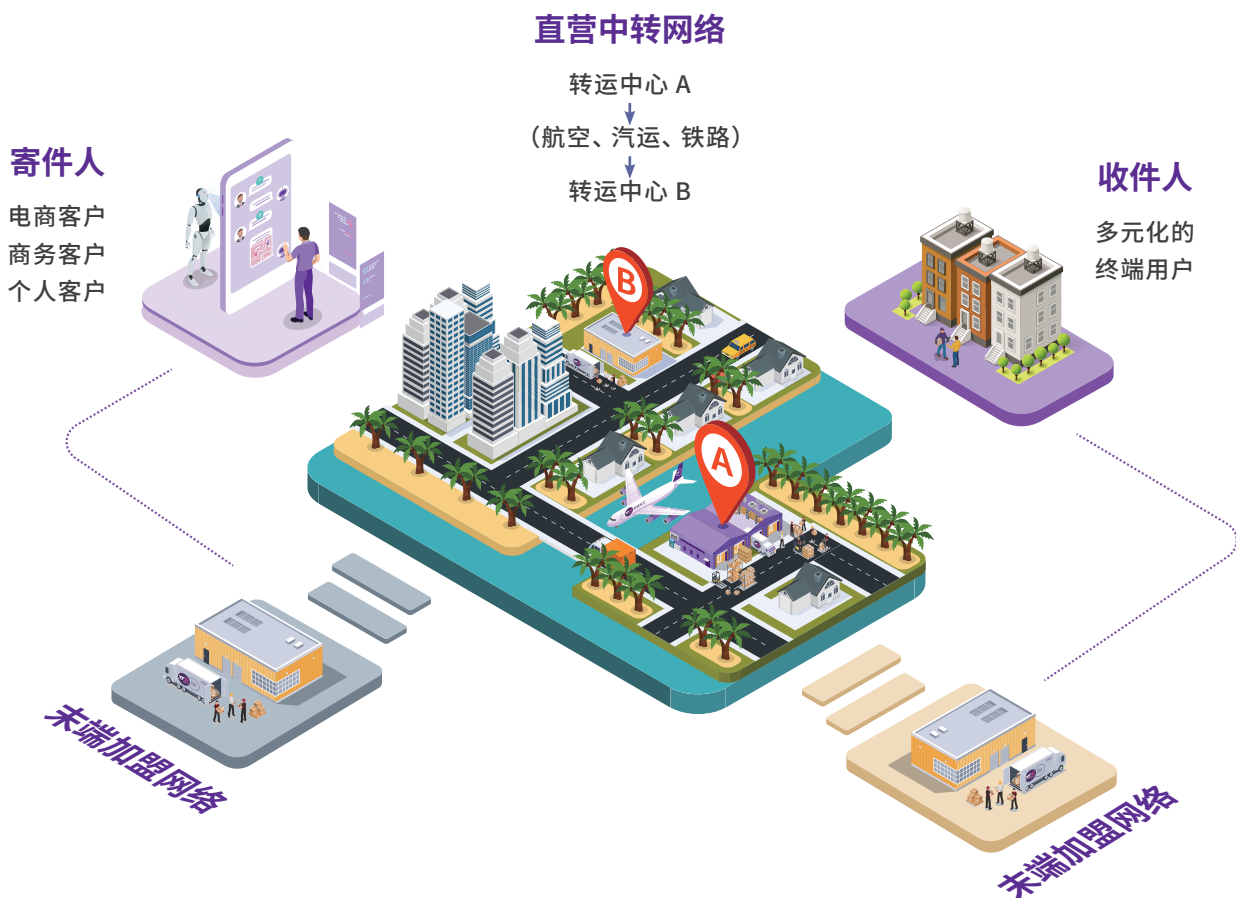 直营中转网络
转运中心 A
（航空、汽运、铁路）
转运中心 B
寄件人
电商客户
商务客户
个人客户
收件人
多元化的
终端用户
B
A
末端加盟网络
末端加盟网络